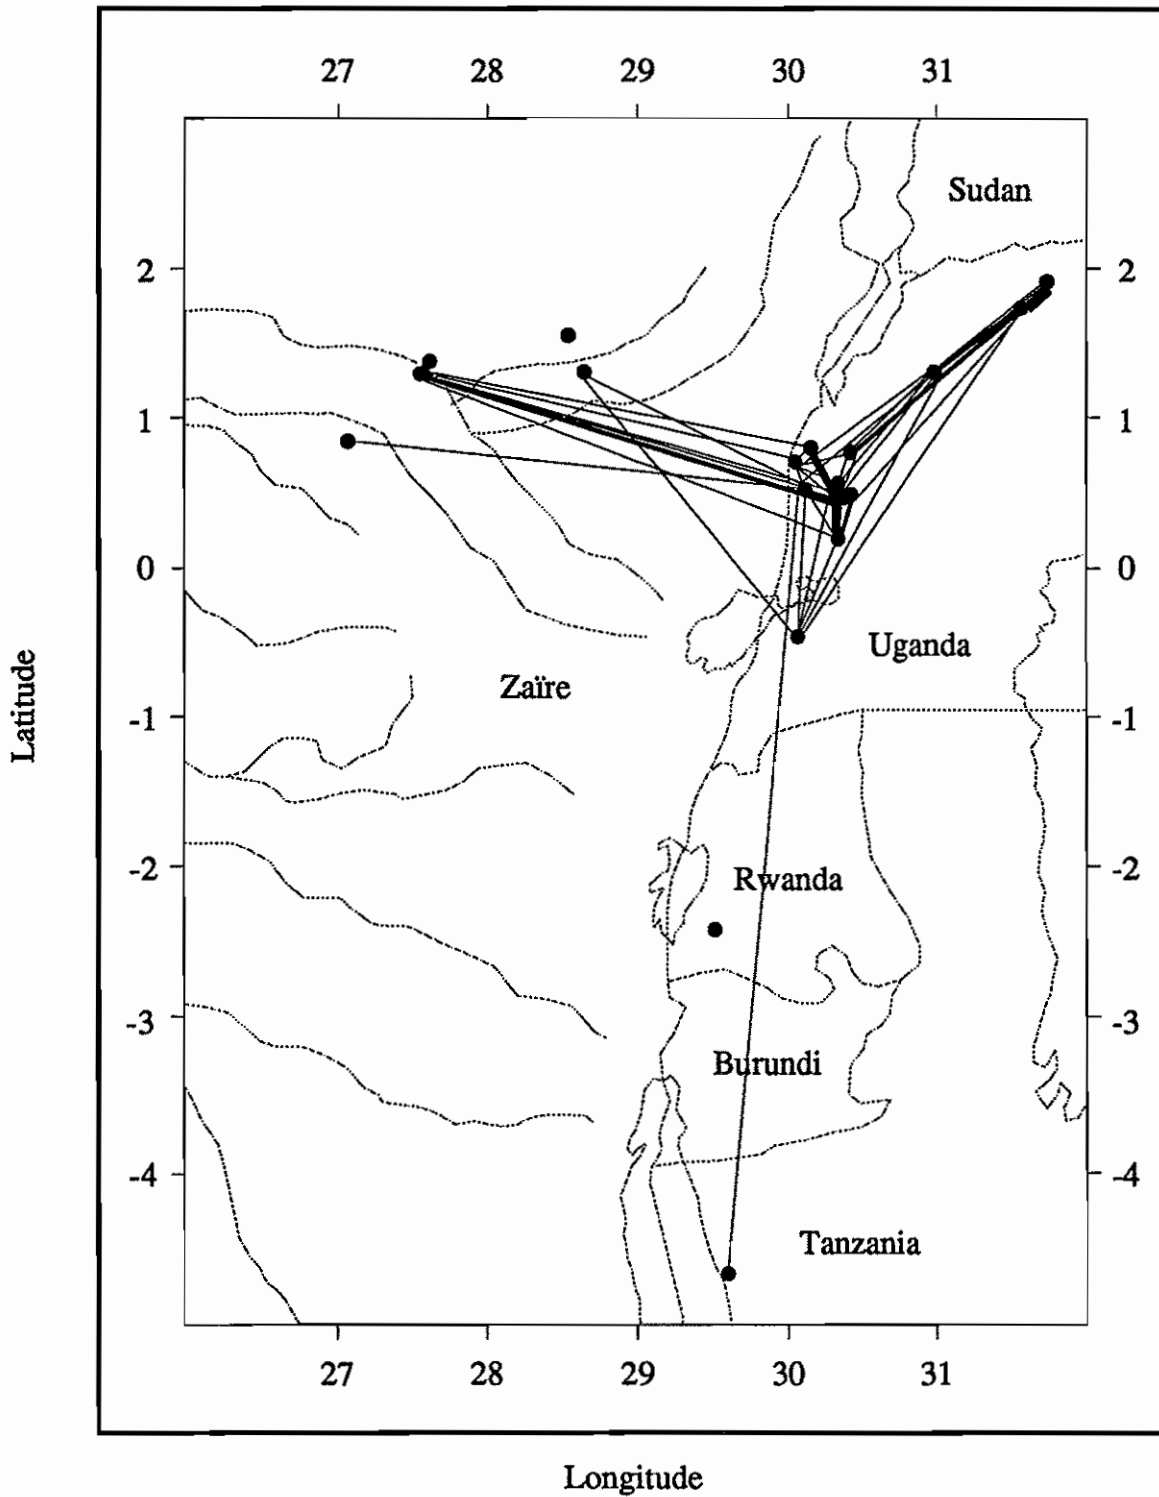 27 28 29 30 31
Sudan
2 2
1 1
0 0
Uganda
Zaïre
Latitude
-1 -1
-2 -2
Rwanda
-3 -3
Burundi
-4 -4
Tanzania
27 28 29 30 31
Longitude